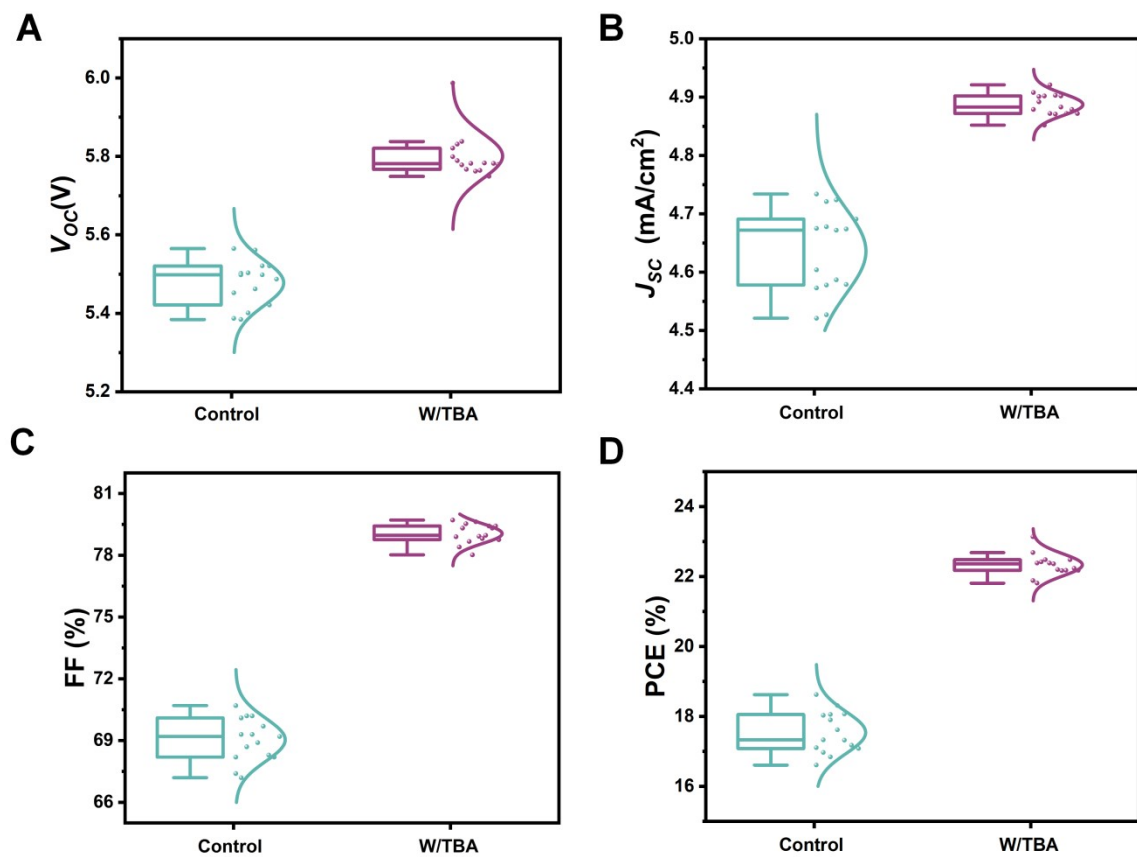 A
V_OC(V)
6.0
5.8
5.6
5.4
5.2
Control W/TBA
B
J_SC (mA/cm²)
5.0
4.9
4.8
4.7
4.6
4.5
4.4
Control W/TBA
C
FF (%)
81
78
75
72
69
66
Control W/TBA
D
PCE (%)
24
22
20
18
16
Control W/TBA